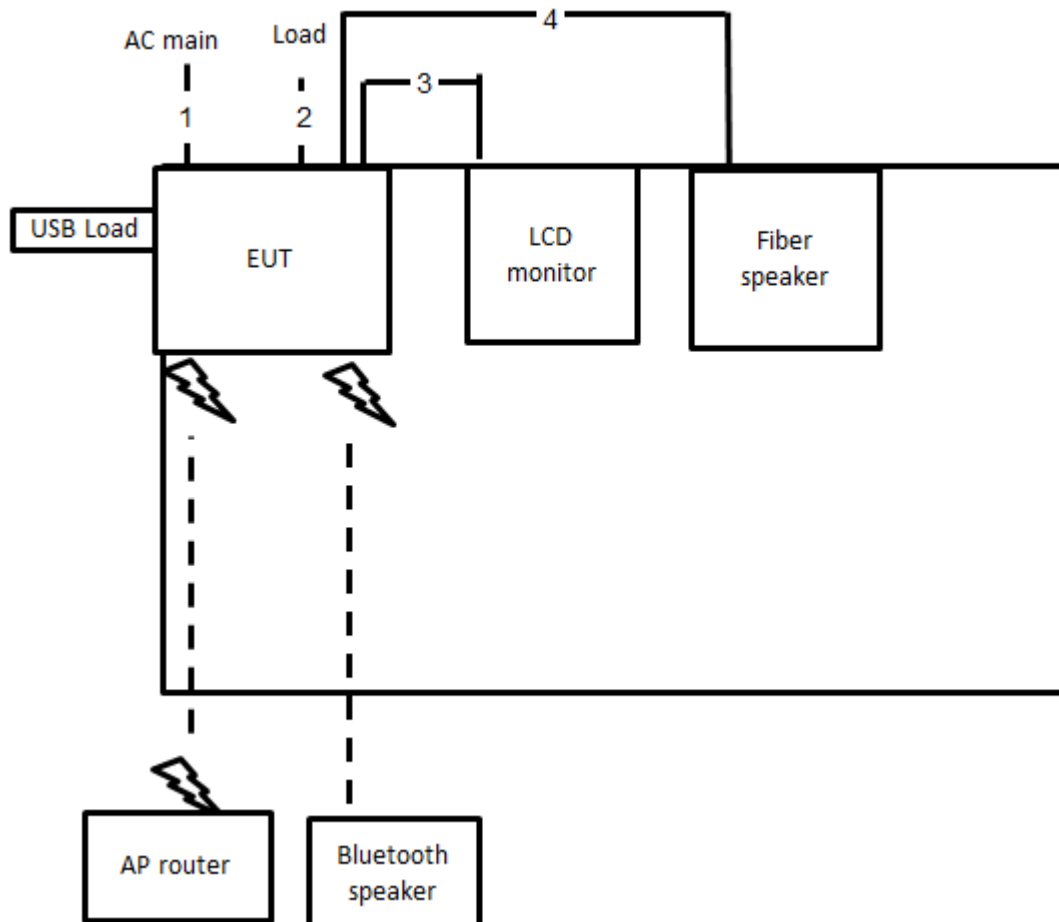 4
Load
AC main
3
1
2
USB Load
EUT
LCD
monitor
Fiber
speaker
AP router
Bluetooth
speaker